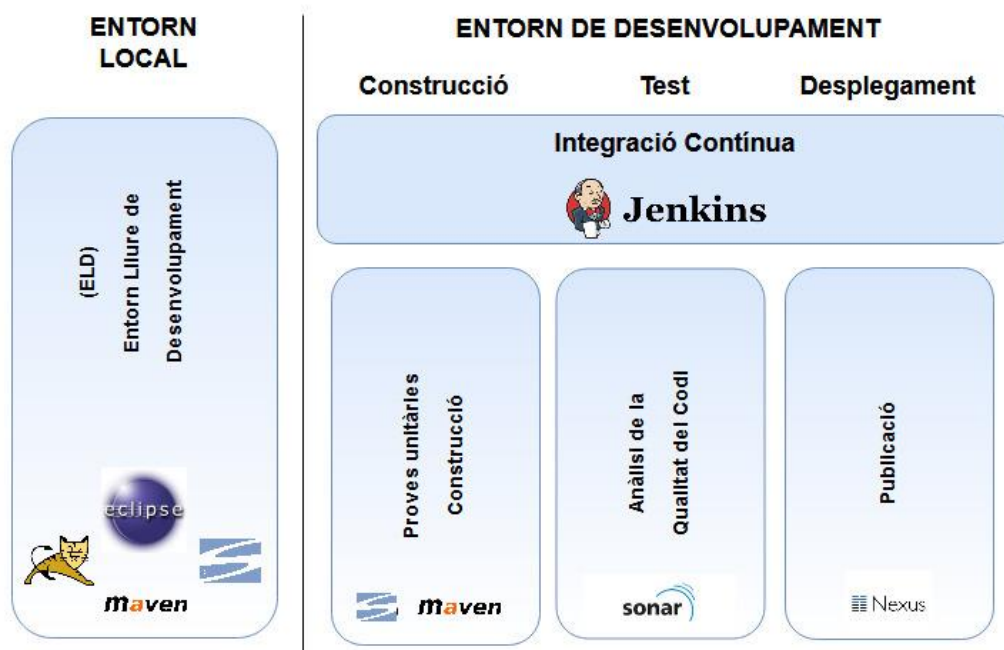 ENTORN
LOCAL
ENTORN DE DESENVOLUPAMENT
Construcció
Test
Desplegament
Integració Contínua
Jenkins
(ELD)
Entorn Lliure de
Desenvolupament
eclipse
maven
Proves unitàries
Construcció
maven
Anàlisi de la
Qualitat del Codi
sonar
Publicació
Nexus